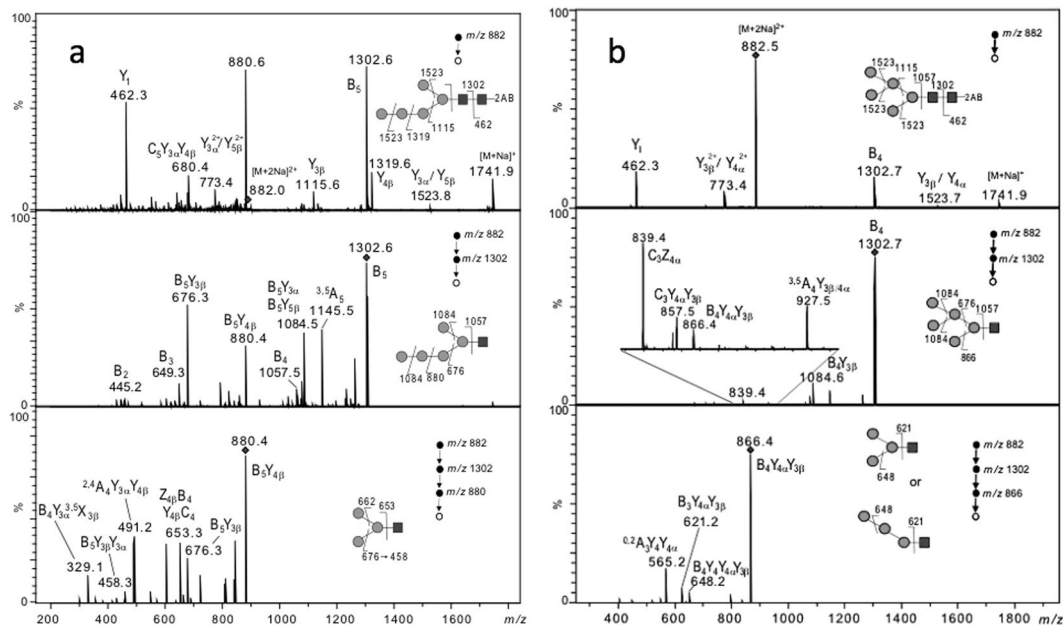 a
100
%
0
Y1
462.3
C5Y3αY4β
680.4
Y3α2+/Y5β2+
773.4
880.6
[M+2Na]2+
882.0
Y3β
1115.6
1302.6
B5
1319.6
Y4β
Y3α/ Y5β
1523.8
[M+Na]+
1741.9
m/z 882
1523
1302
2AB
1523
1319
1115
462
100
%
0
B2
445.2
B3
649.3
B5Y3β
676.3
B5Y4β
880.4
B4
1057.5
B5Y3α
B5Y5β
1084.5
3,5A5
1145.5
1302.6
B5
m/z 882
m/z 1302
1084
1057
1084
880
676
100
%
0
B4Y3α3,5X3β
329.1
B5Y3βY3α
458.3
2,4A4Y3αY4β
491.2
Z4βB4
Y4βC4
653.3
B5Y3β
676.3
880.4
B5Y4β
m/z 882
m/z 1302
m/z 880
662
653
676→458
200
400
600
800
1000
1200
1400
1600
m/z
b
100
%
0
Y1
462.3
Y3β2+/ Y4α2+
773.4
[M+2Na]2+
882.5
B4
1302.7
Y3β / Y4α
1523.7
[M+Na]+
1741.9
m/z 882
1523
1115
1057
1302
2AB
1523
1523
462
100
%
0
839.4
C3Z4α
C3Y4αY3β
857.5
866.4
B4Y4αY3β
3,5A4Y3β/4α
927.5
839.4
B4Y3β
1084.6
B4
1302.7
m/z 882
m/z 1302
1084
676
1057
1084
866
100
%
0
0,2A3Y4Y4α
565.2
B3Y4αY3β
621.2
B4Y4Y4αY3β
648.2
866.4
B4Y4αY3β
621
648
or
648
621
m/z 882
m/z 1302
m/z 866
400
600
800
1000
1200
1400
1600
1800
m/z